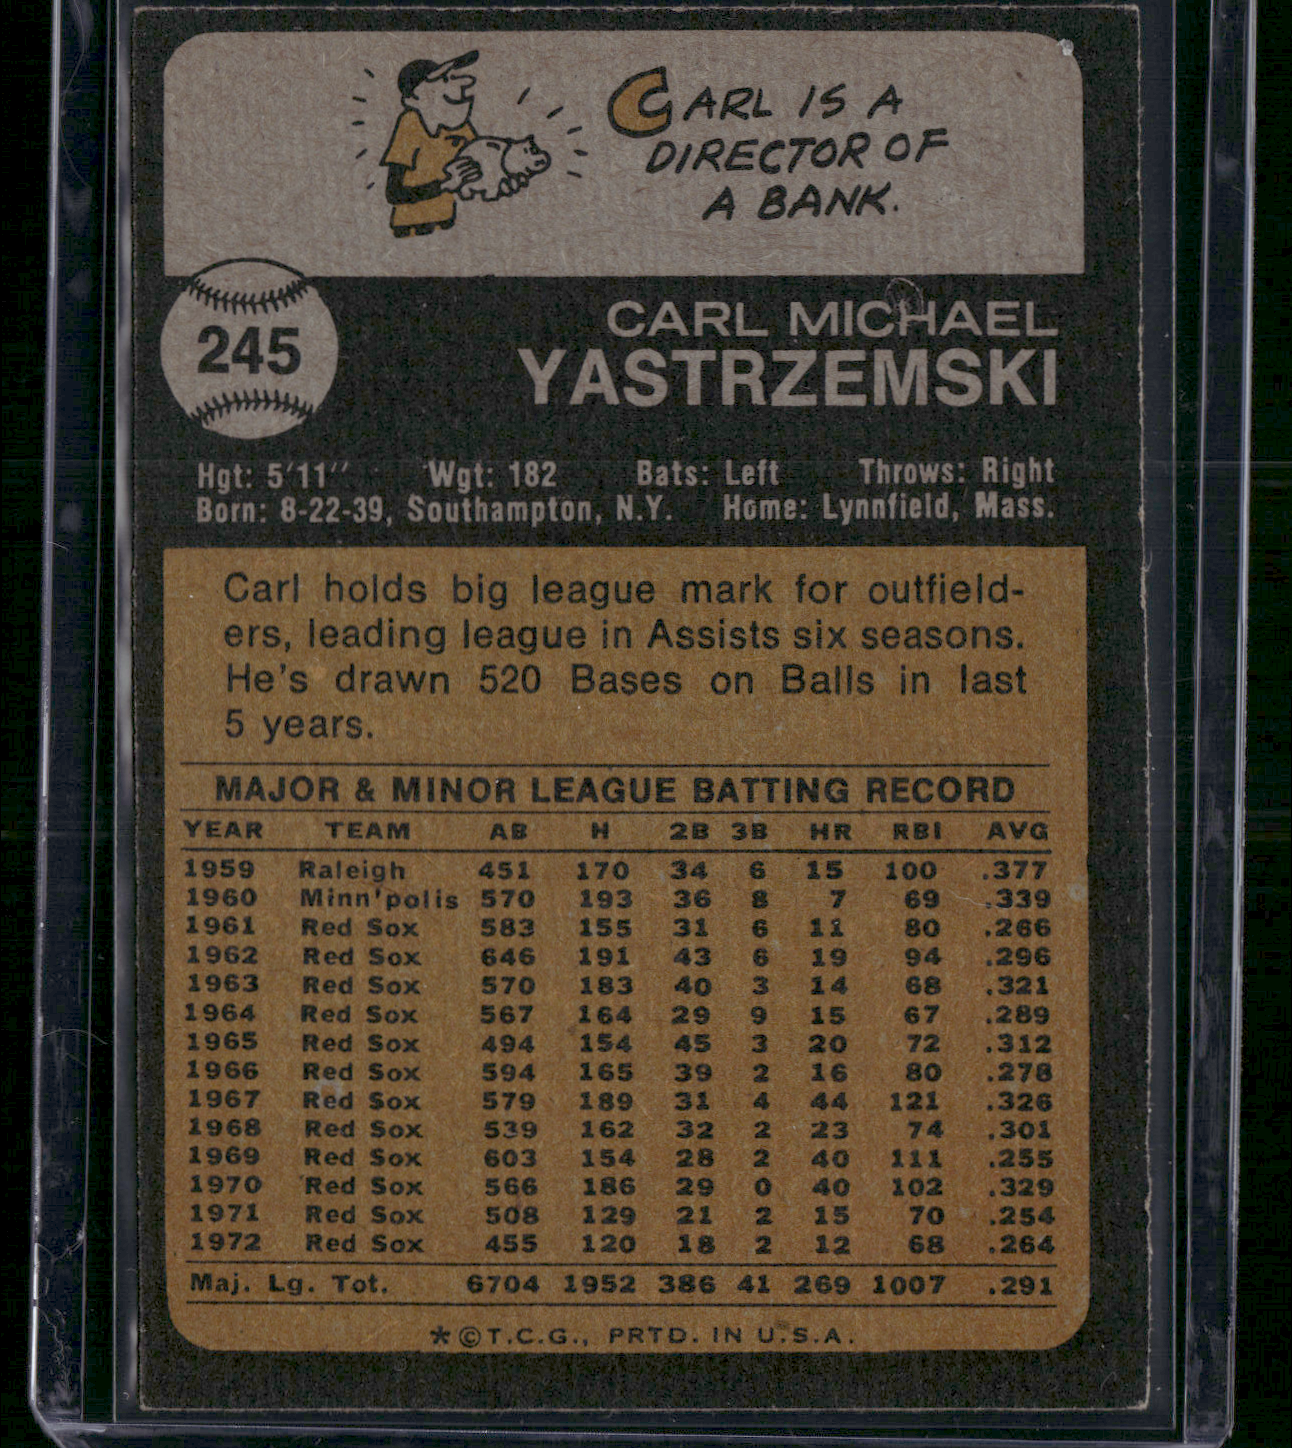 CARL IS A
DIRECTOR OF
A BANK.
245
CARL MICHAEL
YASTRZEMSKI
Hgt: 5'11" Wgt: 182 Bats: Left Throws: Right
Born: 8-22-39, Southampton, N.Y. Home: Lynnfield, Mass.
Carl holds big league mark for outfield-
ers, leading league in Assists six seasons.
He's drawn 520 Bases on Balls in last
5 years.
MAJOR & MINOR LEAGUE BATTING RECORD
YEAR TEAM AB H 2B 3B HR RBI AVG
1959 Raleigh 451 170 34 6 15 100 .377
1960 Minn'polis 570 193 36 8 7 69 .339
1961 Red Sox 583 155 31 6 11 80 .266
1962 Red Sox 646 191 43 6 19 94 .296
1963 Red Sox 570 183 40 3 14 68 .321
1964 Red Sox 567 164 29 9 15 67 .289
1965 Red Sox 494 154 45 3 20 72 .312
1966 Red Sox 594 165 39 2 16 80 .278
1967 Red Sox 579 189 31 4 44 121 .326
1968 Red Sox 539 162 32 2 23 74 .301
1969 Red Sox 603 154 28 2 40 111 .255
1970 Red Sox 566 186 29 0 40 102 .329
1971 Red Sox 508 129 21 2 15 70 .254
1972 Red Sox 455 120 18 2 12 68 .264
Maj. Lg. Tot. 6704 1952 386 41 269 1007 .291
*©T.C.G., PRTD. IN U.S.A.